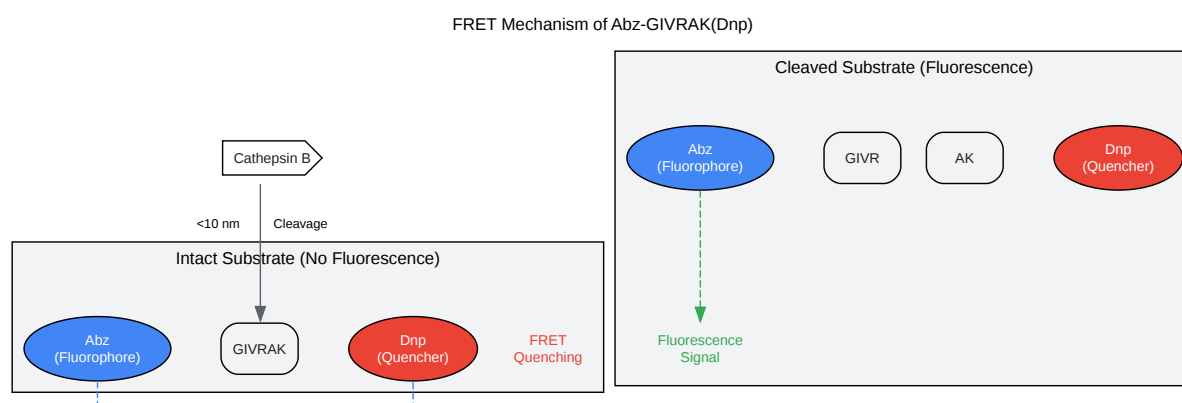 FRET Mechanism of Abz-GIVRAK(Dnp)
Cleaved Substrate (Fluorescence)
Abz
(Fluorophore)
GIVR
AK
Dnp
(Quencher)
Cathepsin B
<10 nm
Cleavage
Intact Substrate (No Fluorescence)
Abz
(Fluorophore)
GIVRAK
Dnp
(Quencher)
FRET
Quenching
Fluorescence
Signal